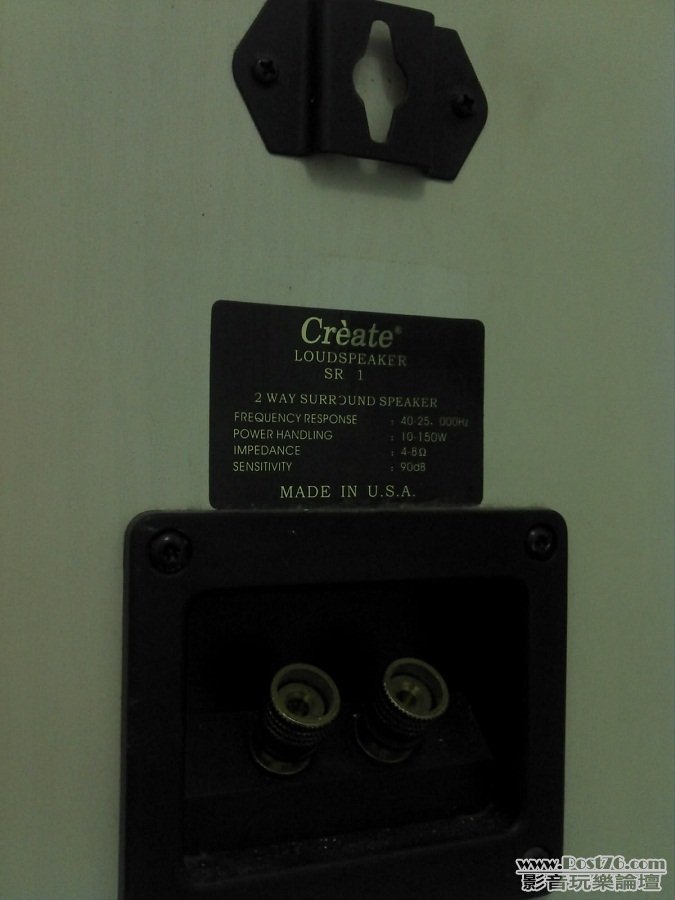 Crèate®
LOUDSPEAKER
SR 1
2 WAY SURROUND SPEAKER
FREQUENCY RESPONSE : 40-25, 000Hz
POWER HANDLING : 10-150W
IMPEDANCE : 4-8Ω
SENSITIVITY : 90dB
MADE IN U.S.A.
www.Post76.com
影音玩樂論壇